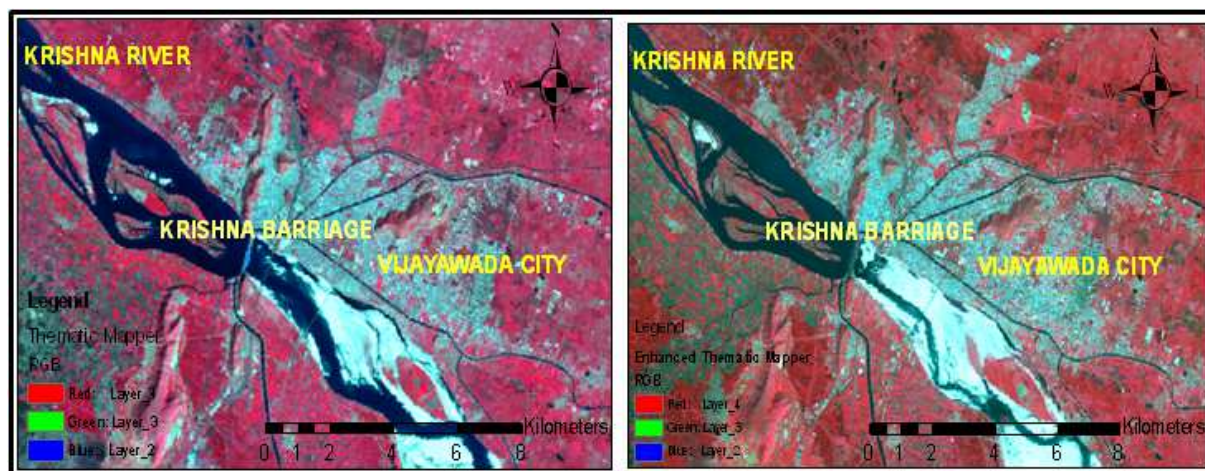 KRISHNA RIVER
N
W
E
KRISHNA BARRIAGE
VIJAYAWADA CITY
Legend
Thematic Mapper
RGB
Red: Layer_4
Green: Layer_3
Blue: Layer_2
Kilometers
0 1 2 4 6 8
KRISHNA RIVER
N
W
KRISHNA BARRIAGE
VIJAYAWADA CITY
Legend
Enhanced Thematic Mapper
RGB
Red: Layer_4
Green: Layer_3
Blue: Layer_2
Kilometers
0 1 2 4 6 8